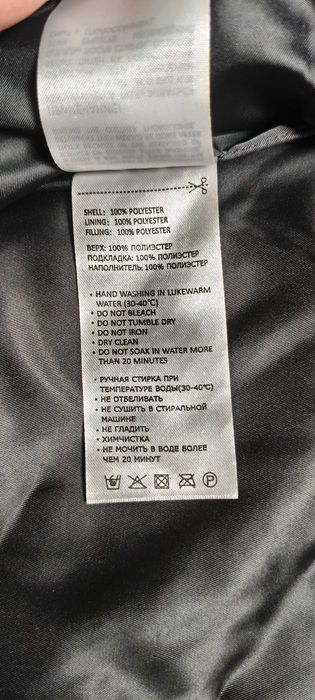 SHELL: 100% POLYESTER
LINING: 100% POLYESTER
FILLING: 100% POLYESTER
ВЕРХ: 100% ПОЛИЭСТЕР
ПОДКЛАДКА: 100% ПОЛИЭСТЕР
НАПОЛНИТЕЛЬ: 100% ПОЛИЭСТЕР
• HAND WASHING IN LUKEWARM
WATER (30-40℃)
• DO NOT BLEACH
• DO NOT TUMBLE DRY
• DO NOT IRON
• DRY CLEAN
• DO NOT SOAK IN WATER MORE
THAN 20 MINUTES
• РУЧНАЯ СТИРКА ПРИ
ТЕМПЕРАТУРЕ ВОДЫ(30-40℃)
• НЕ ОТБЕЛИВАТЬ
• НЕ СУШИТЬ В СТИРАЛЬНОЙ
МАШИНЕ
• НЕ ГЛАДИТЬ
• ХИМЧИСТКА
• НЕ МОЧИТЬ В ВОДЕ БОЛЕЕ
ЧЕМ 20 МИНУТ
P